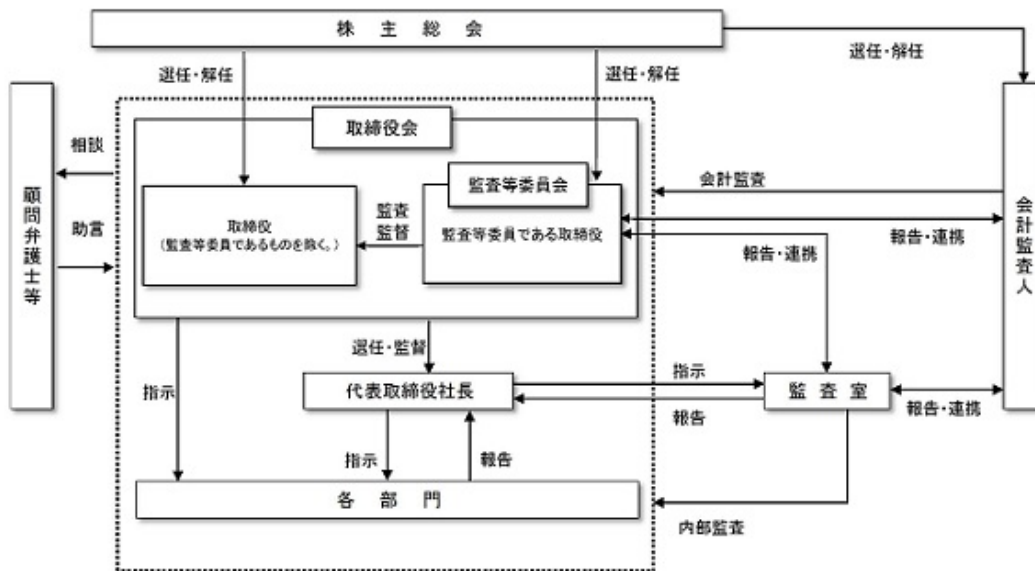 株主総会
選任・解任
選任・解任
選任・解任
取締役会
相談
監査等委員会
会計監査
顧問弁護士等
助言
取締役
(監査等委員であるものを除く。)
監査
監督
監査等委員である取締役
報告・連携
報告・連携
会計監査人
選任・監督
指示
代表取締役社長
指示
報告
監査室
報告・連携
指示
報告
各部門
内部監査